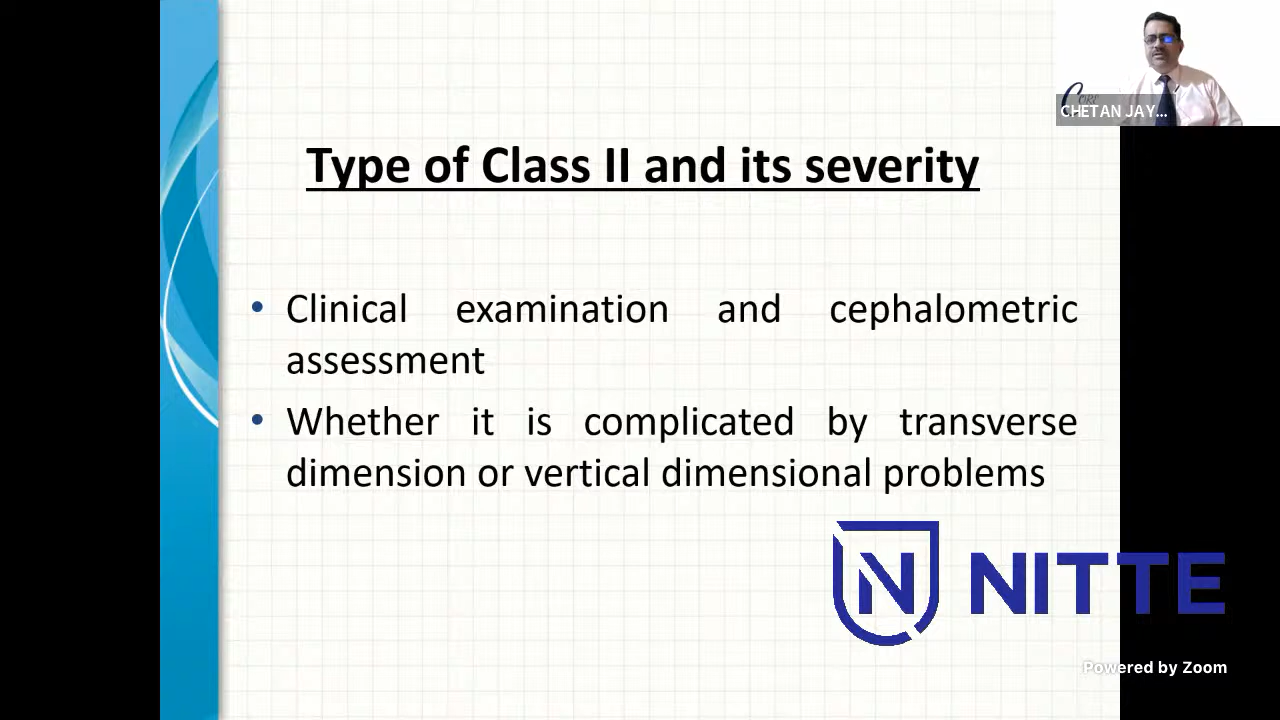 CHETAN JAY...
Type of Class II and its severity
• Clinical examination and cephalometric
assessment
• Whether it is complicated by transverse
dimension or vertical dimensional problems
N NITTE
Powered by Zoom